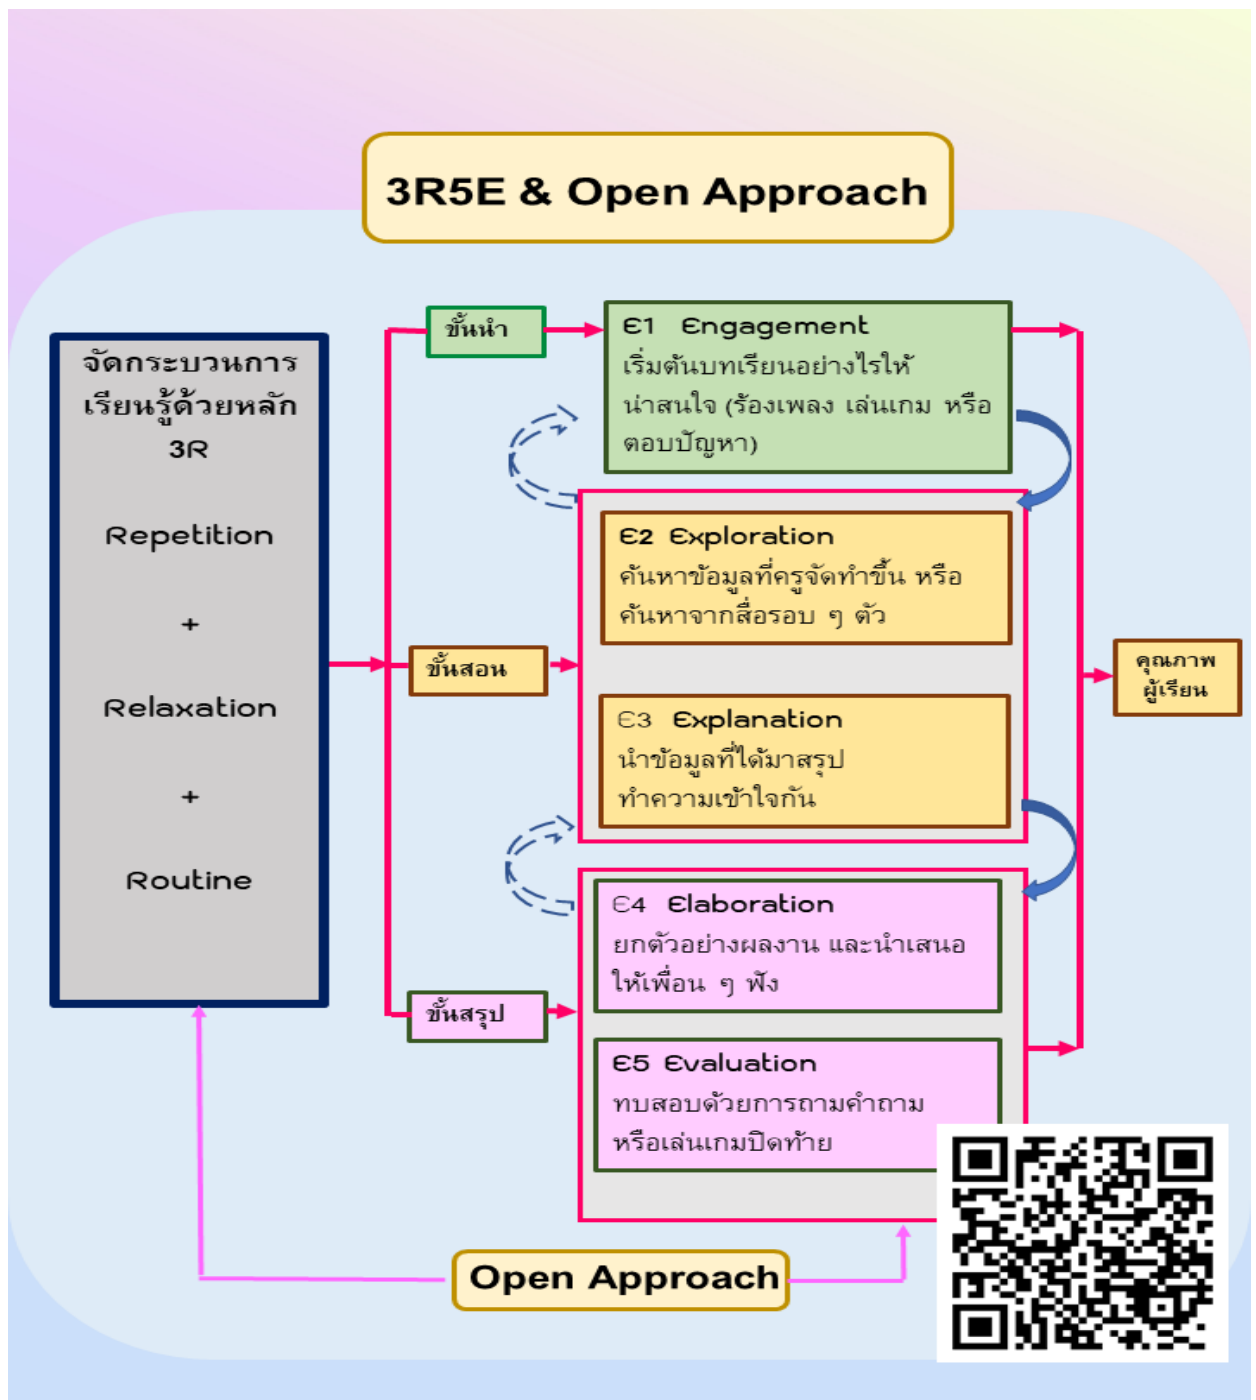 3R5E & Open Approach
จัดกระบวนการ
เรียนรู้ด้วยหลัก
3R
Repetition
+
Relaxation
+
Routine
ขั้นนำ
E1 Engagement
เริ่มต้นบทเรียนอย่างไรให้
น่าสนใจ (ร้องเพลง เล่นเกม หรือ
ตอบปัญหา)
ขั้นสอน
E2 Exploration
ค้นหาข้อมูลที่ครูจัดทำขึ้น หรือ
ค้นหาจากสื่อรอบ ๆ ตัว
E3 Explanation
นำข้อมูลที่ได้มาสรุป
ทำความเข้าใจกัน
ขั้นสรุป
E4 Elaboration
ยกตัวอย่างผลงาน และนำเสนอ
ให้เพื่อน ๆ ฟัง
E5 Evaluation
ทบสอบด้วยการถามคำถาม
หรือเล่นเกมปิดท้าย
คุณภาพ
ผู้เรียน
Open Approach